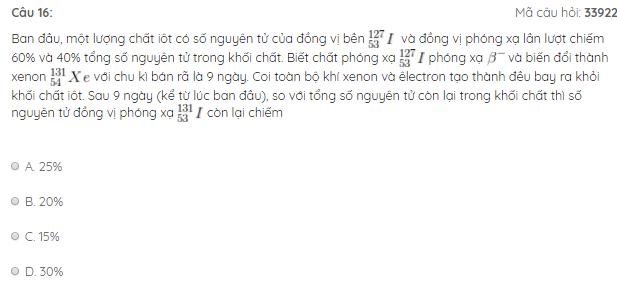 Câu 16: Mã câu hỏi: 33922
Ban đầu, một lượng chất iôt có số nguyên tử của đồng vị bền ¹²⁷₅₃I và đồng vị phóng xạ lần lượt chiếm
60% và 40% tổng số nguyên tử trong khối chất. Biết chất phóng xạ ¹²⁷₅₃I phóng xạ β⁻ và biến đổi thành
xenon ¹³¹₅₄Xe với chu kì bán rã là 9 ngày. Coi toàn bộ khí xenon và êlectron tạo thành đều bay ra khỏi
khối chất iôt. Sau 9 ngày (kể từ lúc ban đầu), so với tổng số nguyên tử còn lại trong khối chất thì số
nguyên tử đồng vị phóng xạ ¹³¹₅₃I còn lại chiếm
A. 25%
B. 20%
C. 15%
D. 30%